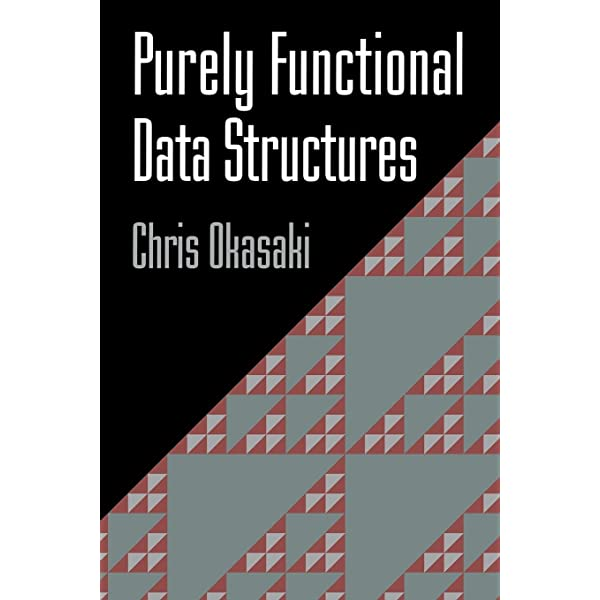 Purely Functional
Data Structures
Chris Okasaki